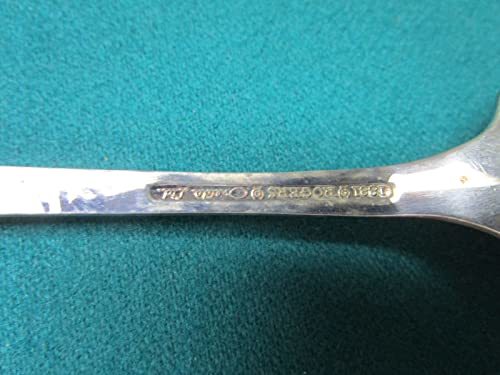 1881 Ⓡ ROGERS Ⓡ Oneida Ltd.